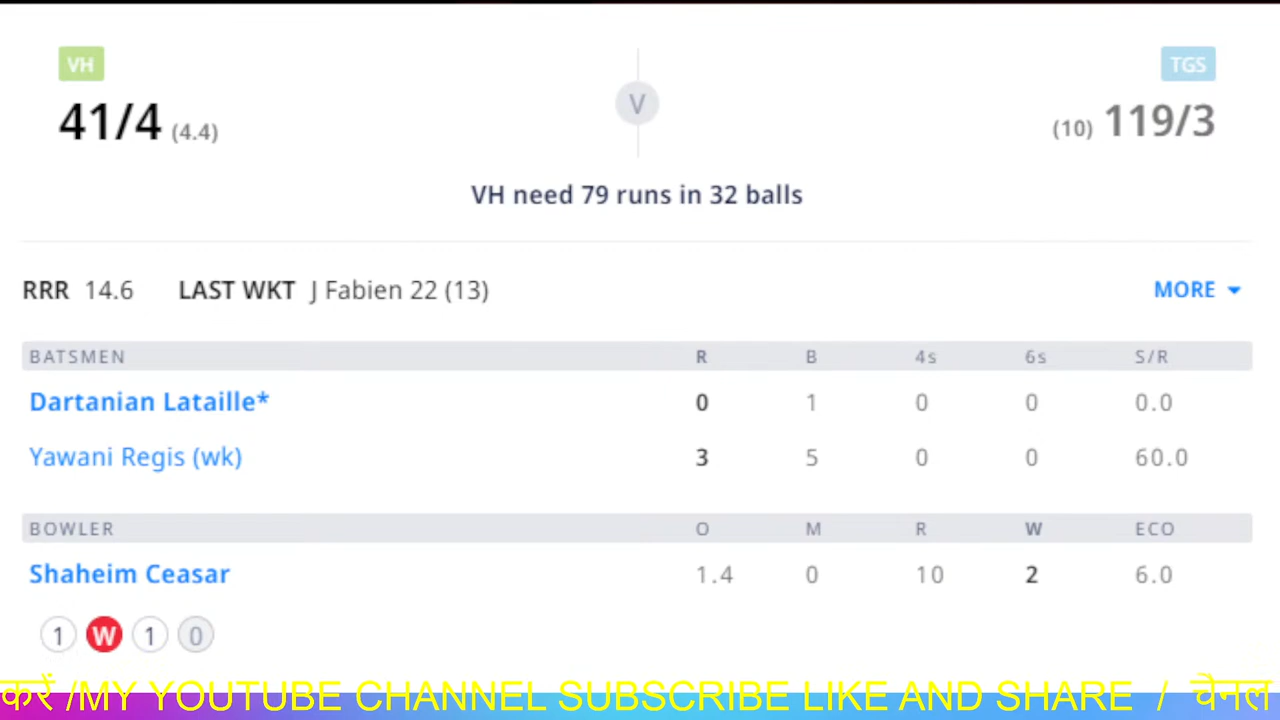 VH
TGS
V
41/4 (4.4)
(10) 119/3
VH need 79 runs in 32 balls
RRR 14.6 LAST WKT J Fabien 22 (13)
MORE
BATSMEN R B 4s 6s S/R
Dartanian Lataille* 0 1 0 0 0.0
Yawani Regis (wk) 3 5 0 0 60.0
BOWLER O M R W ECO
Shaheim Ceasar 1.4 0 10 2 6.0
1 W 1 0
करें /MY YOUTUBE CHANNEL SUBSCRIBE LIKE AND SHARE / चैनल